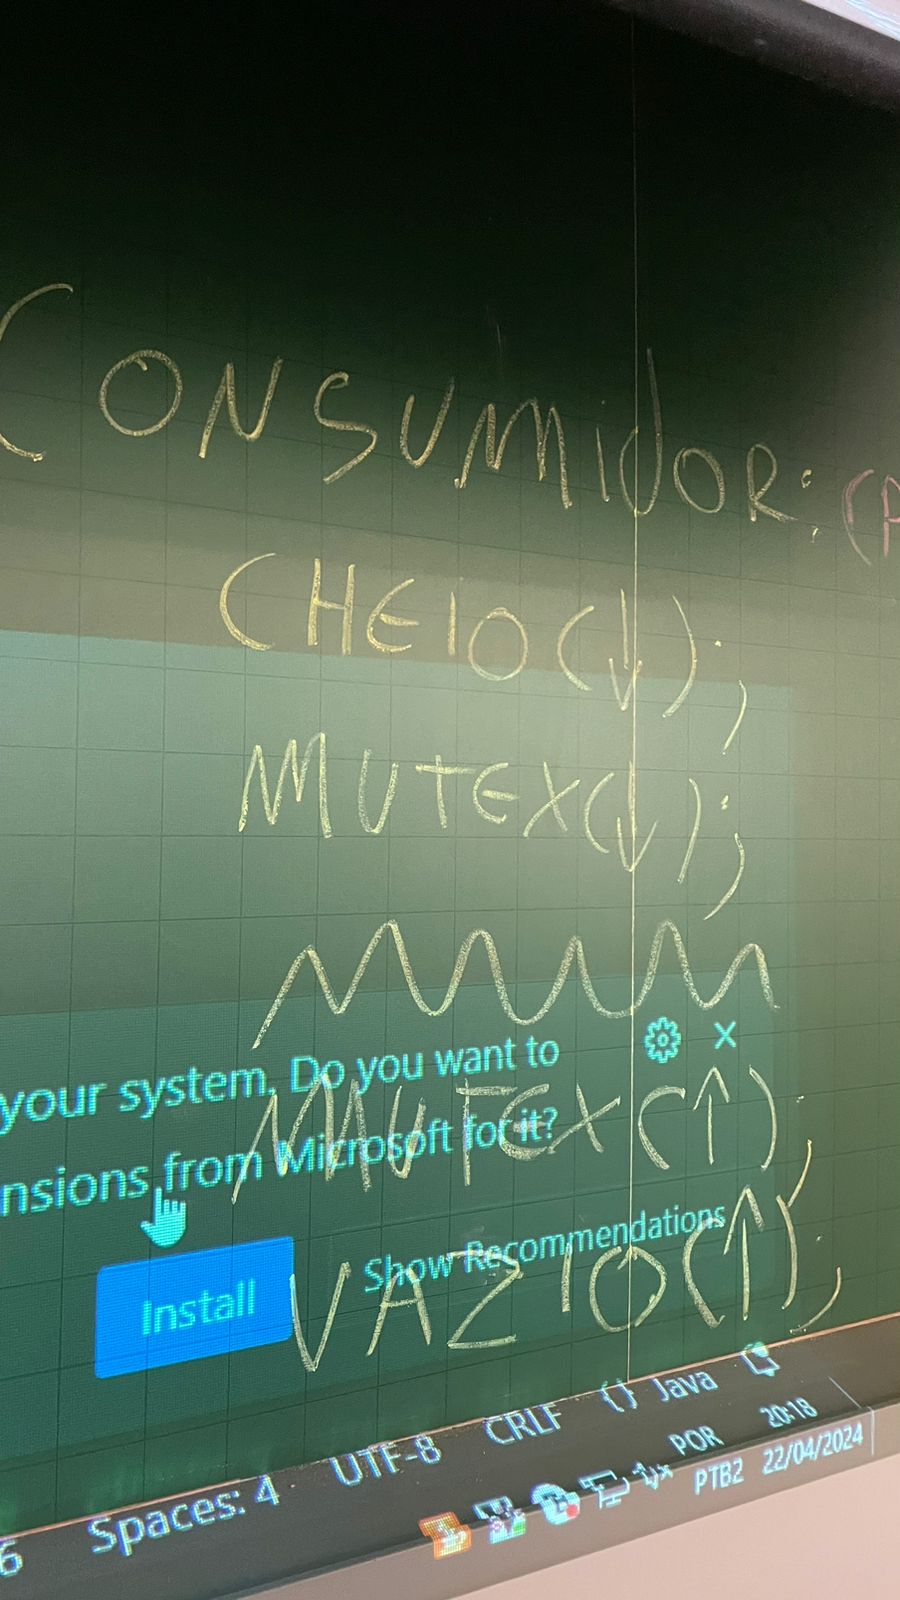 CONSUMIDOR: (P
CHEIO(↓);
MUTEX(↓);
your system. Do you want to
nsions from Microsoft for it?
MUTEX(↑);
Install
Show Recommendations
VAZIO(↑);
6 Spaces: 4 UTF-8 CRLF {} Java
POR 20:18
PTB2 22/04/2024